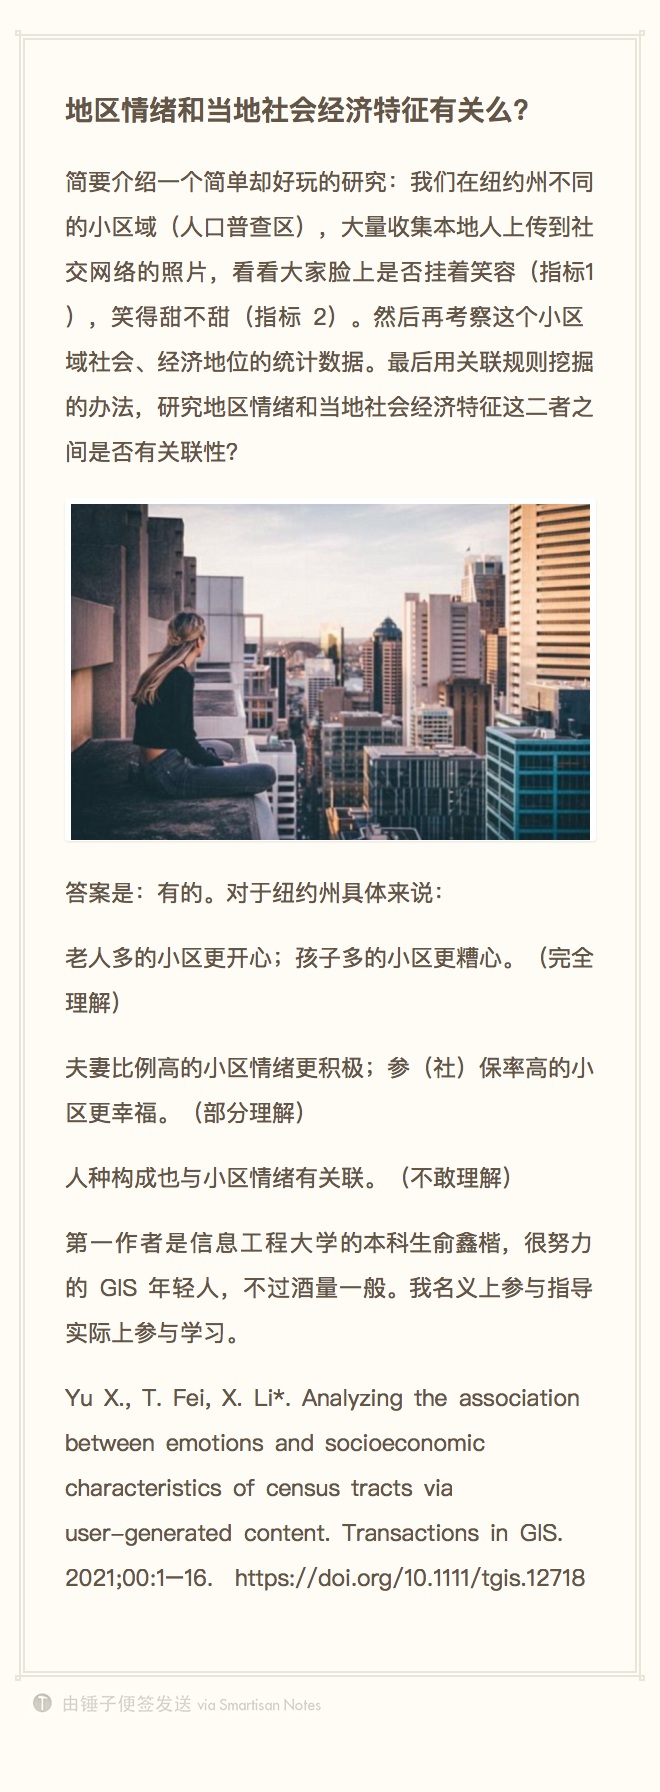 地区情绪和当地社会经济特征有关么？
简要介绍一个简单却好玩的研究：我们在纽约州不同
的小区域（人口普查区），大量收集本地人上传到社
交网络的照片，看看大家脸上是否挂着笑容（指标1
），笑得甜不甜（指标 2）。然后再考察这个小区
域社会、经济地位的统计数据。最后用关联规则挖掘
的办法，研究地区情绪和当地社会经济特征这二者之
间是否有关联性？
答案是：有的。对于纽约州具体来说：
老人多的小区更开心；孩子多的小区更糟心。（完全
理解）
夫妻比例高的小区情绪更积极；参（社）保率高的小
区更幸福。（部分理解）
人种构成也与小区情绪有关联。（不敢理解）
第一作者是信息工程大学的本科生俞鑫楷，很努力
的 GIS 年轻人，不过酒量一般。我名义上参与指导
实际上参与学习。
Yu X., T. Fei, X. Li*. Analyzing the association
between emotions and socioeconomic
characteristics of census tracts via
user-generated content. Transactions in GIS.
2021;00:1—16. https://doi.org/10.1111/tgis.12718
T 由锤子便签发送 via Smartisan Notes